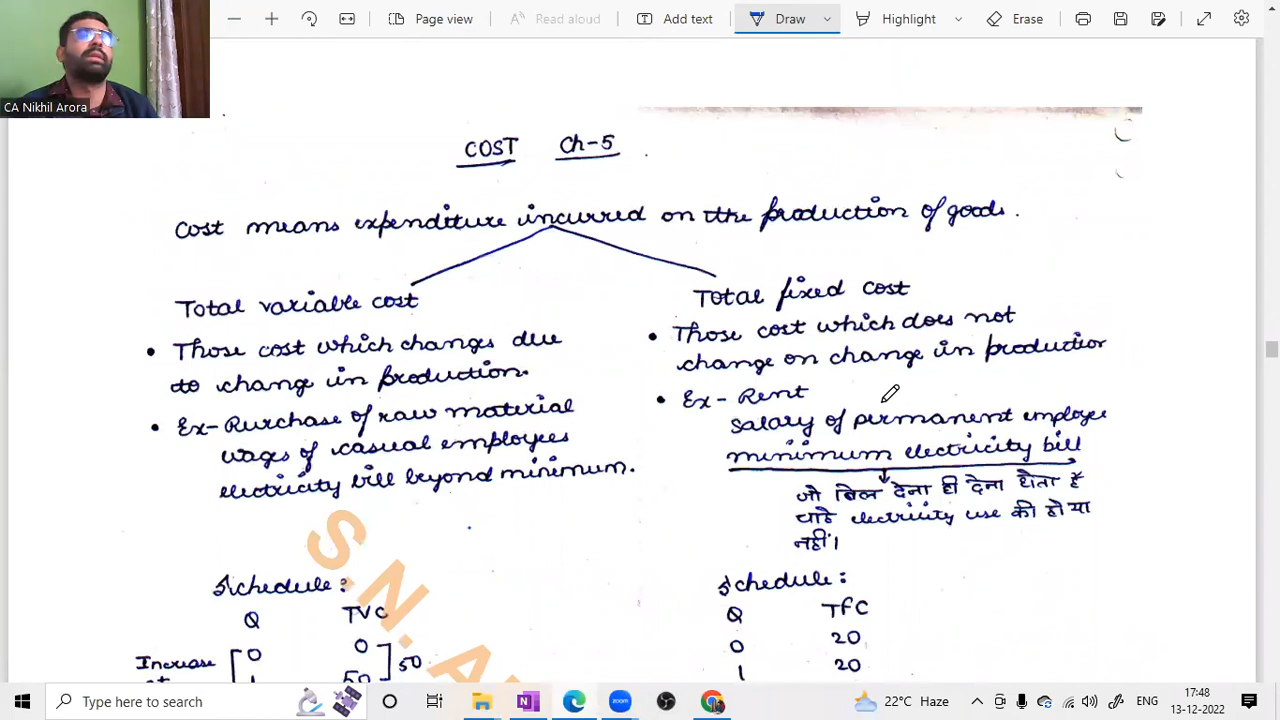 Page view
Read aloud
Add text
Draw
Highlight
Erase
CA Nikhil Arora
COST Ch-5
Cost means expenditure incurred on the production of goods.
Total variable cost
• Those cost which changes due
to change in production.
• Ex- Purchase of raw material
wages of casual employees
electricity bill beyond minimum.
Total fixed cost
• Those cost which does not
change on change in production
• Ex- Rent
salary of permanent employee
minimum electricity bill
जो बिल देना ही देना होता है
चाहे electricity use की हो या
नहीं।
Schedule:
Q TVC
0 0
50
1 50
Increase
at
Schedule:
Q TFC
0 20
1 20
S.N.A
Type here to search
22°C Haze
ENG
17:48
13-12-2022